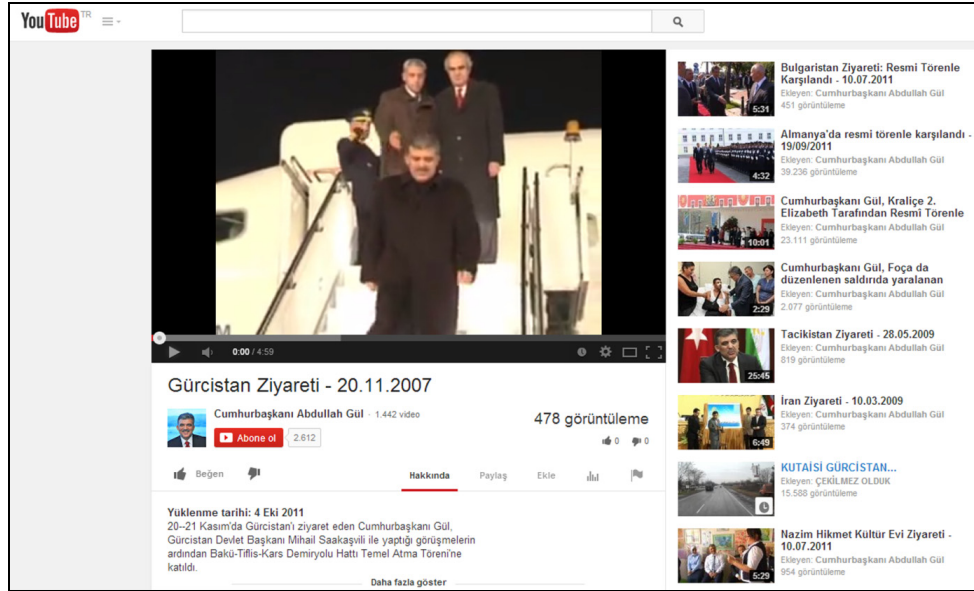 YouTube TR
0:00 / 4:59
Gürcistan Ziyareti - 20.11.2007
Cumhurbaşkanı Abdullah Gül · 1.442 video
Abone ol 2.612
478 görüntüleme
0 0
Beğen
Hakkında Paylaş Ekle
Yüklenme tarihi: 4 Eki 2011
20--21 Kasım'da Gürcistan'ı ziyaret eden Cumhurbaşkanı Gül,
Gürcistan Devlet Başkanı Mihail Saakaşvili ile yaptığı görüşmelerin
ardından Bakü-Tiflis-Kars Demiryolu Hattı Temel Atma Töreni'ne
katıldı.
Daha fazla göster
Bulgaristan Ziyareti: Resmi Törenle
Karşılandı - 10.07.2011
Ekleyen: Cumhurbaşkanı Abdullah Gül
451 görüntüleme
5:31
Almanya'da resmi törenle karşılandı -
19/09/2011
Ekleyen: Cumhurbaşkanı Abdullah Gül
39.236 görüntüleme
4:32
Cumhurbaşkanı Gül, Kraliçe 2.
Elizabeth Tarafından Resmî Törenle
Ekleyen: Cumhurbaşkanı Abdullah Gül
23.111 görüntüleme
10:01
Cumhurbaşkanı Gül, Foça da
düzenlenen saldırıda yaralanan
Ekleyen: Cumhurbaşkanı Abdullah Gül
2.077 görüntüleme
2:29
Tacikistan Ziyareti - 28.05.2009
Ekleyen: Cumhurbaşkanı Abdullah Gül
819 görüntüleme
25:45
İran Ziyareti - 10.03.2009
Ekleyen: Cumhurbaşkanı Abdullah Gül
374 görüntüleme
6:49
KUTAİSİ GÜRCİSTAN...
Ekleyen: ÇEKİLMEZ OLDUK
15.588 görüntüleme
Nazim Hikmet Kültür Evi Ziyareti -
10.07.2011
Ekleyen: Cumhurbaşkanı Abdullah Gül
954 görüntüleme
5:29